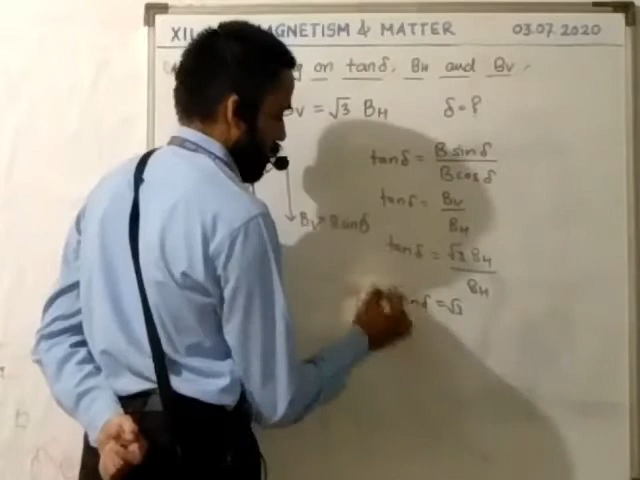 XII MAGNETISM & MATTER 03.07.2020
on tanδ, BH and BV.
BV = √3 BH δ = ?
tanδ = B sinδ / B cosδ
tanδ = BV / BH
BV = B sinδ
tanδ = √3 BH / BH
tanδ = √3